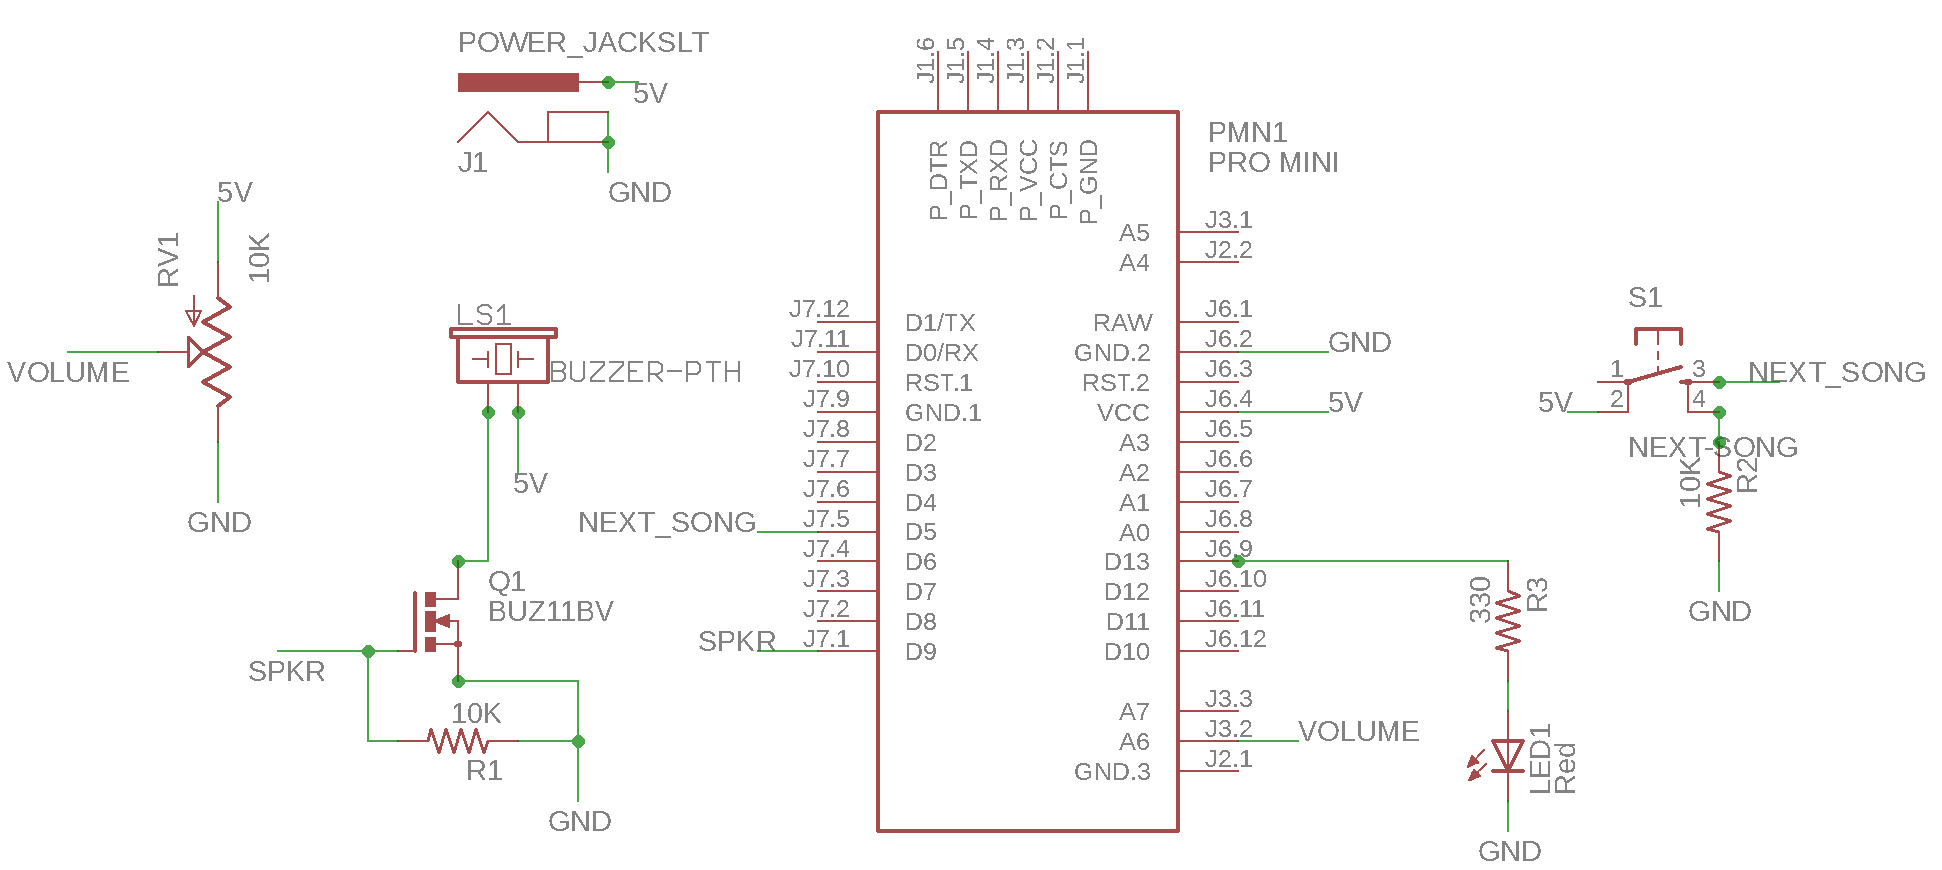 POWER_JACKSLT
5V
J1
GND
5V
RV1
10K
VOLUME
GND
LS1
BUZZER-PTH
5V
Q1
BUZ11BV
SPKR
10K
R1
GND
J1.6
J1.5
J1.4
J1.3
J1.2
J1.1
P_DTR
P_TXD
P_RXD
P_VCC
P_CTS
P_GND
PMN1
PRO MINI
A5 J3.1
A4 J2.2
J7.12 D1/TX RAW J6.1
J7.11 D0/RX GND.2 J6.2 GND
J7.10 RST.1 RST.2 J6.3
J7.9 GND.1 VCC J6.4 5V
J7.8 D2 A3 J6.5
J7.7 D3 A2 J6.6
J7.6 D4 A1 J6.7
NEXT_SONG J7.5 D5 A0 J6.8
J7.4 D6 D13 J6.9
J7.3 D7 D12 J6.10
J7.2 D8 D11 J6.11
SPKR J7.1 D9 D10 J6.12
A7 J3.3
A6 J3.2 VOLUME
GND.3 J2.1
330
R3
LED1
Red
GND
S1
1 3 NEXT_SONG
5V 2 4
NEXT-SONG
10K
R2
GND